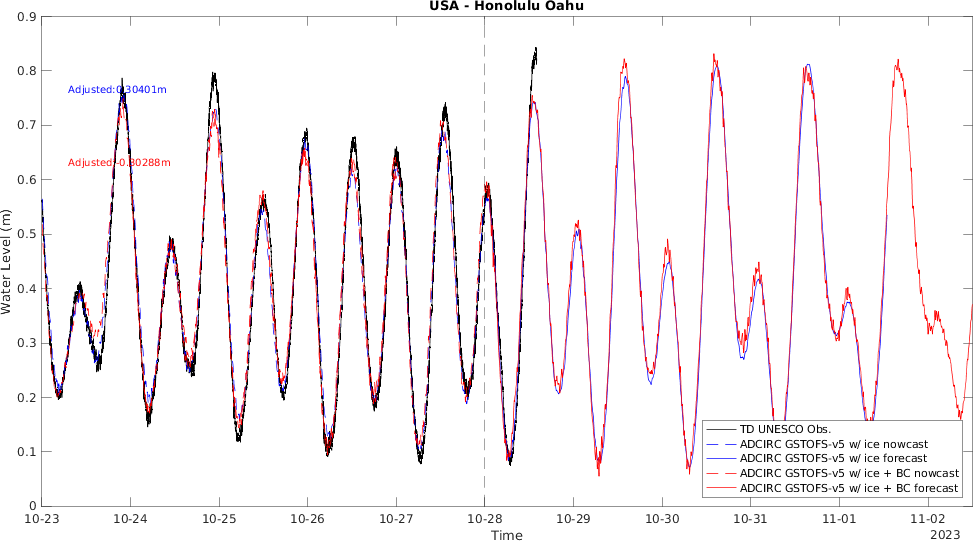 USA - Honolulu Oahu
0.9
0.8
0.7
0.6
0.5
0.4
0.3
0.2
0.1
0
Water Level (m)
Adjusted:0.30401m
Adjusted:-0.30288m
TD UNESCO Obs.
ADCIRC GSTOFS-v5 w/ ice nowcast
ADCIRC GSTOFS-v5 w/ ice forecast
ADCIRC GSTOFS-v5 w/ ice + BC nowcast
ADCIRC GSTOFS-v5 w/ ice + BC forecast
10-23 10-24 10-25 10-26 10-27 10-28 10-29 10-30 10-31 11-01 11-02
Time
2023